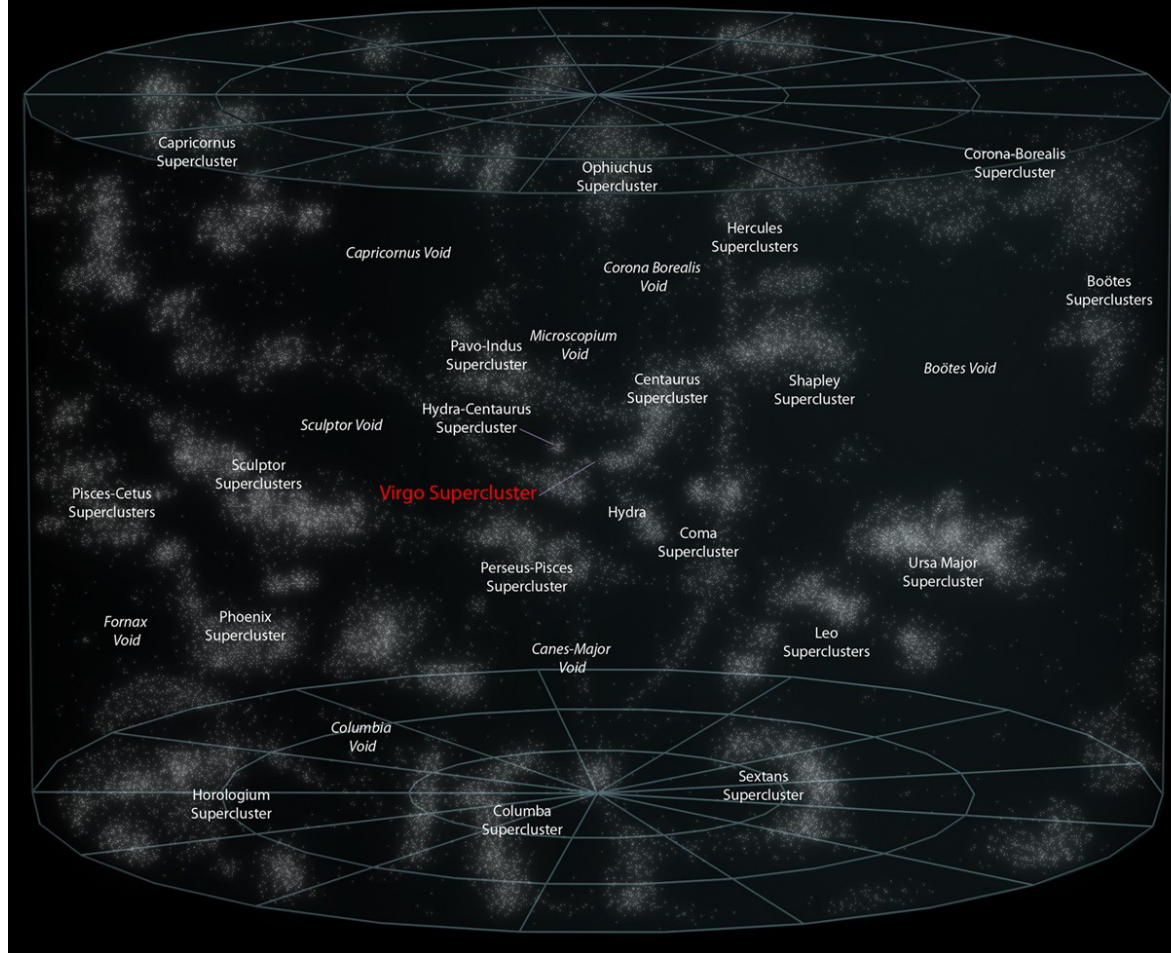 Capricornus
Supercluster
Ophiuchus
Supercluster
Corona-Borealis
Supercluster
Hercules
Superclusters
Capricornus Void
Corona Borealis
Void
Boötes
Superclusters
Microscopium
Void
Pavo-Indus
Supercluster
Centaurus
Supercluster
Shapley
Supercluster
Boötes Void
Hydra-Centaurus
Supercluster
Sculptor Void
Sculptor
Superclusters
Virgo Supercluster
Pisces-Cetus
Superclusters
Hydra
Coma
Supercluster
Perseus-Pisces
Supercluster
Ursa Major
Supercluster
Fornax
Void
Phoenix
Supercluster
Leo
Superclusters
Canes-Major
Void
Columbia
Void
Horologium
Supercluster
Sextans
Supercluster
Columba
Supercluster